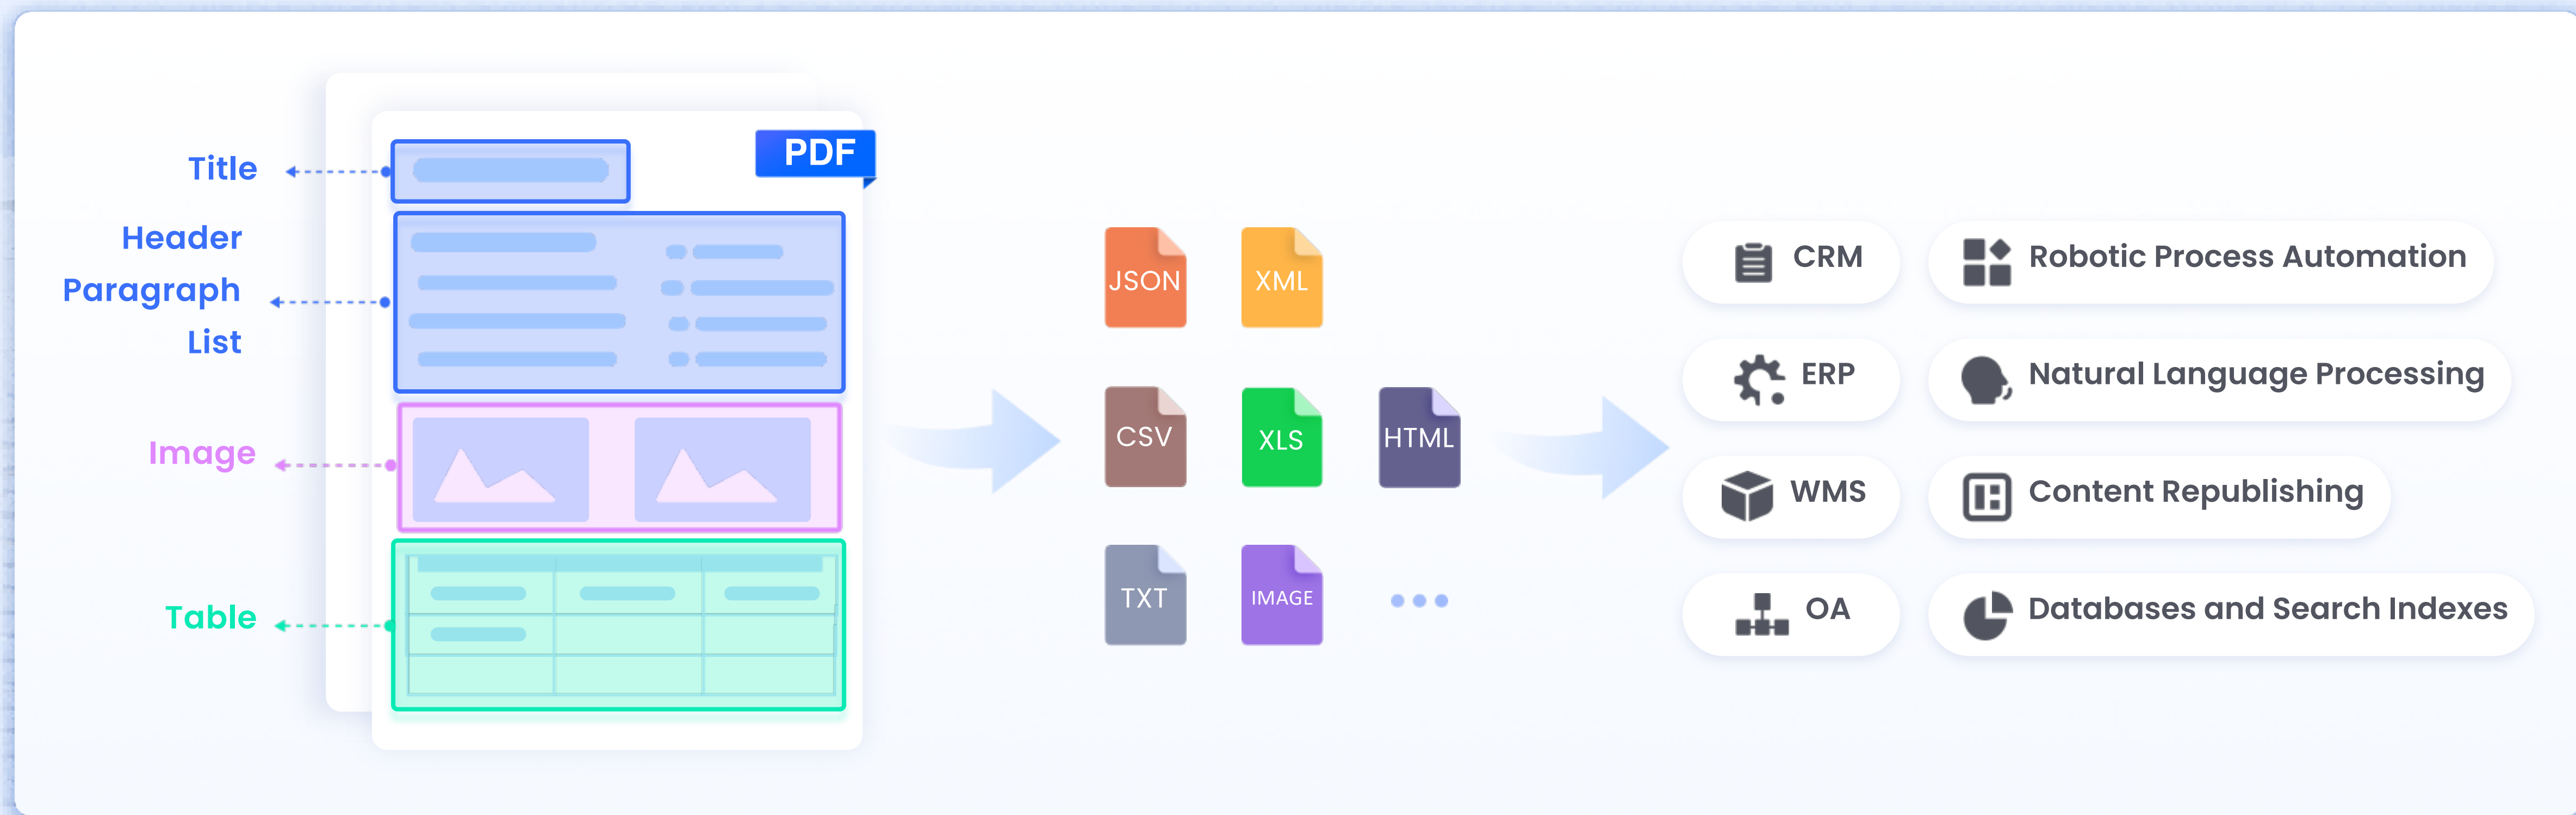 PDF
Title
Header
Paragraph
List
Image
Table
JSON
XML
CSV
XLS
HTML
TXT
IMAGE
CRM
Robotic Process Automation
ERP
Natural Language Processing
WMS
Content Republishing
OA
Databases and Search Indexes